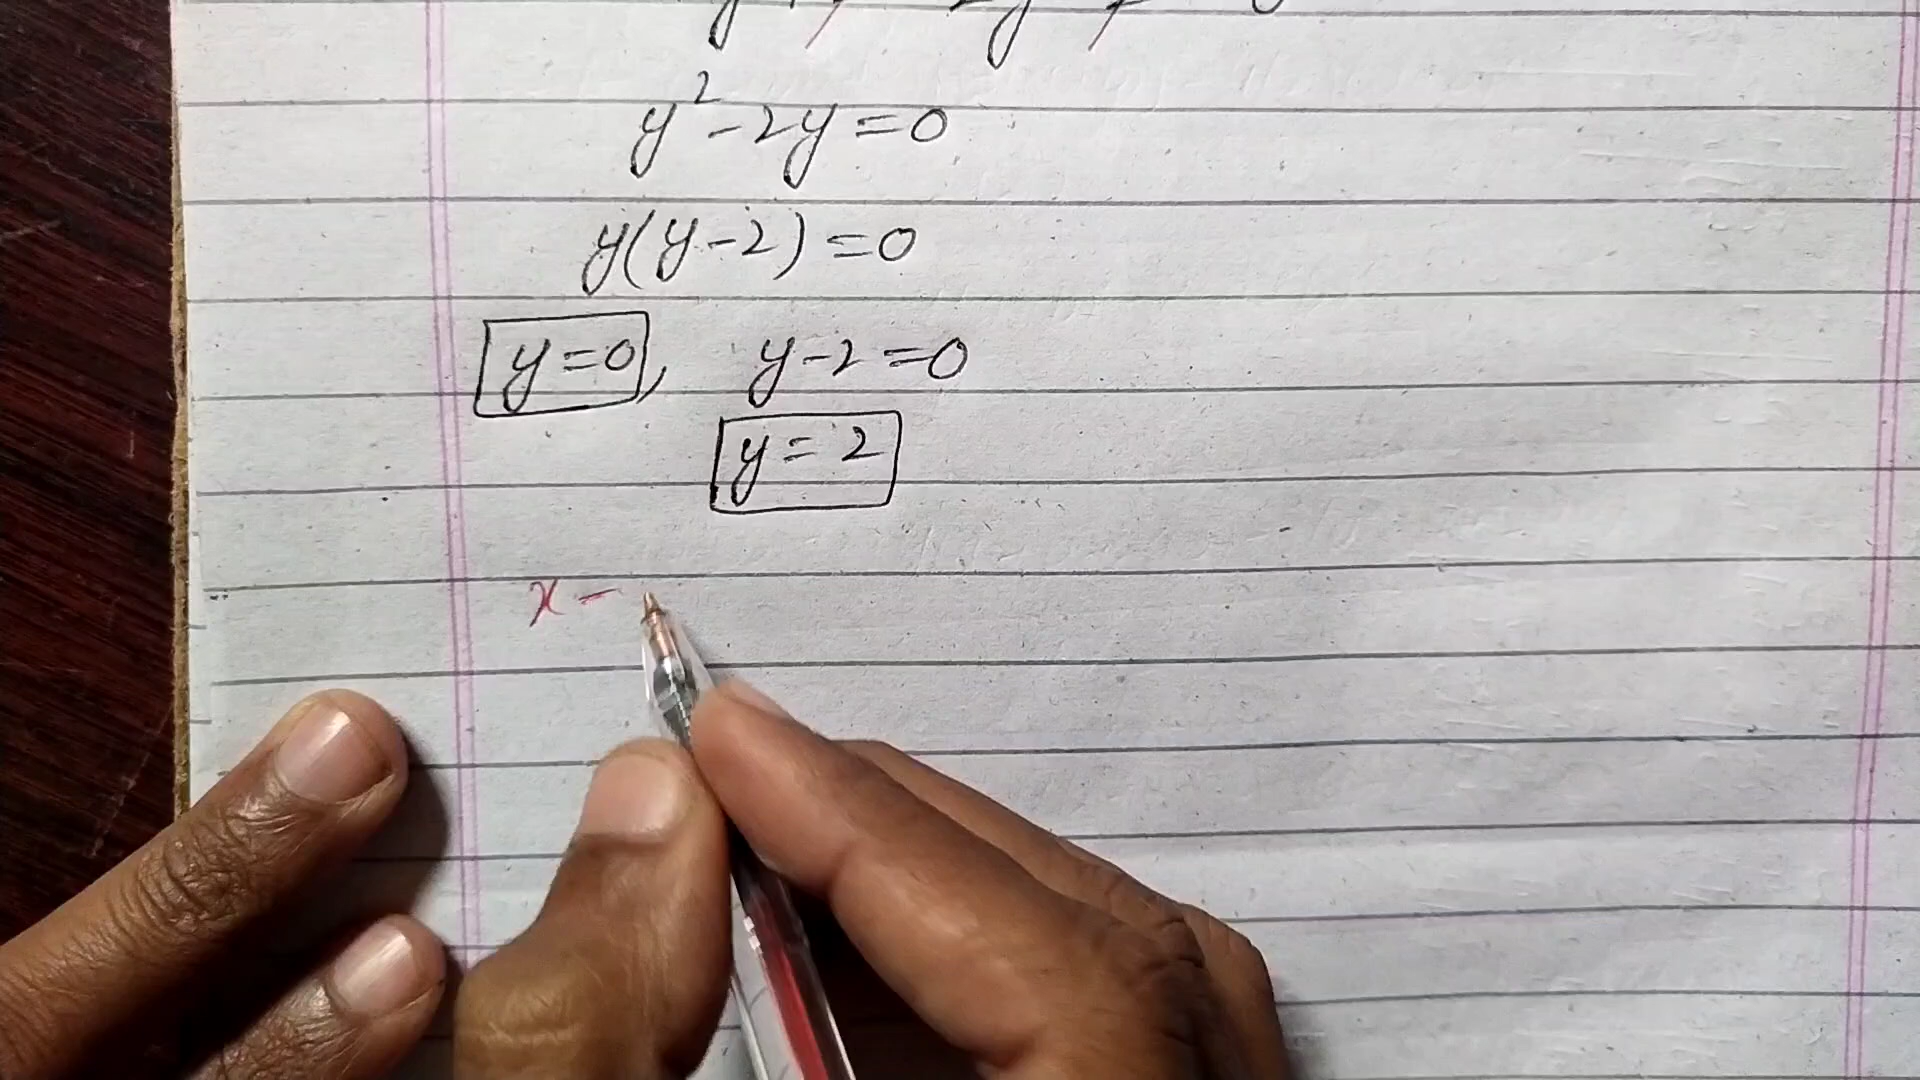 y² - 2y = 0
y(y - 2) = 0
y = 0, y - 2 = 0
y = 2
x -